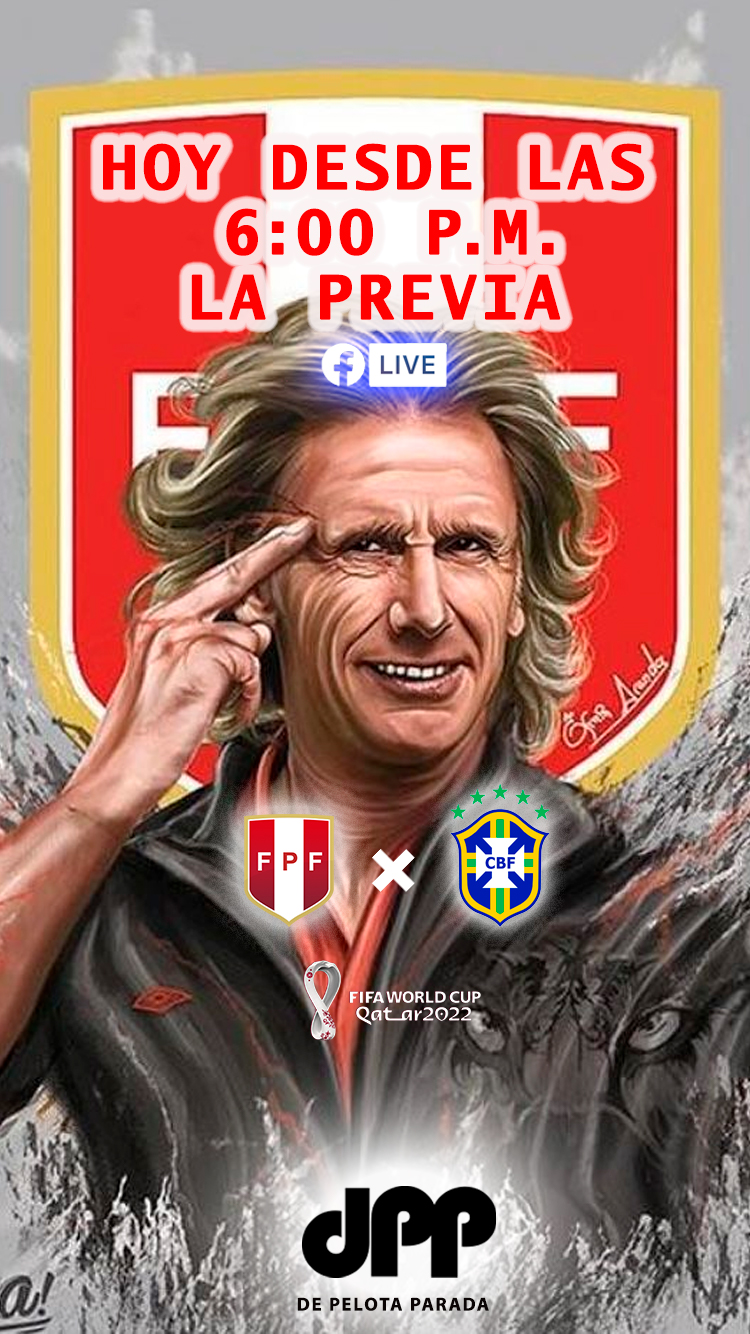 HOY DESDE LAS
6:00 P.M.
LA PREVIA
LIVE
F F
FPF
CBF
FIFA WORLD CUP
Qatar2022
dPP
DE PELOTA PARADA
a!